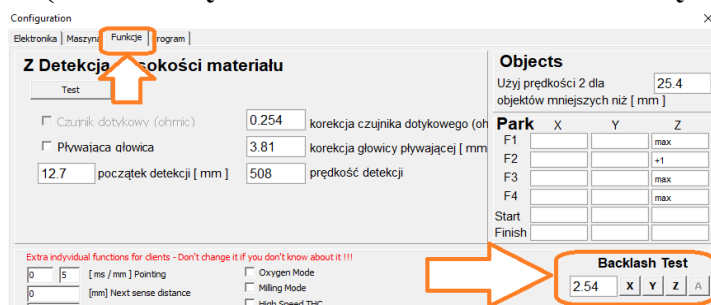 Configuration
Elektronika Maszyna Funkcje Program
Z Detekcja wysokości materiału
Test
Czujnik dotykowy (ohmic) 0.254 korekcja czujnika dotykowego (oh
Pływająca głowica 3.81 korekcja głowicy pływającej [ mm
12.7 początek detekcji [ mm ] 508 prędkość detekcji
Objects
Użyj prędkości 2 dla 25.4
objektów mniejszych niż [ mm ]
Park X Y Z
F1 max
F2 +1
F3 max
F4 max
Start
Finish
Extra indyvidual functions for clients - Don't change it if you don't know about it !!!
0 5 [ ms / mm ] Pointing Oxygen Mode
0 [mm] Next sense distance Milling Mode
High Speed THC
Backlash Test
2.54 X Y Z A